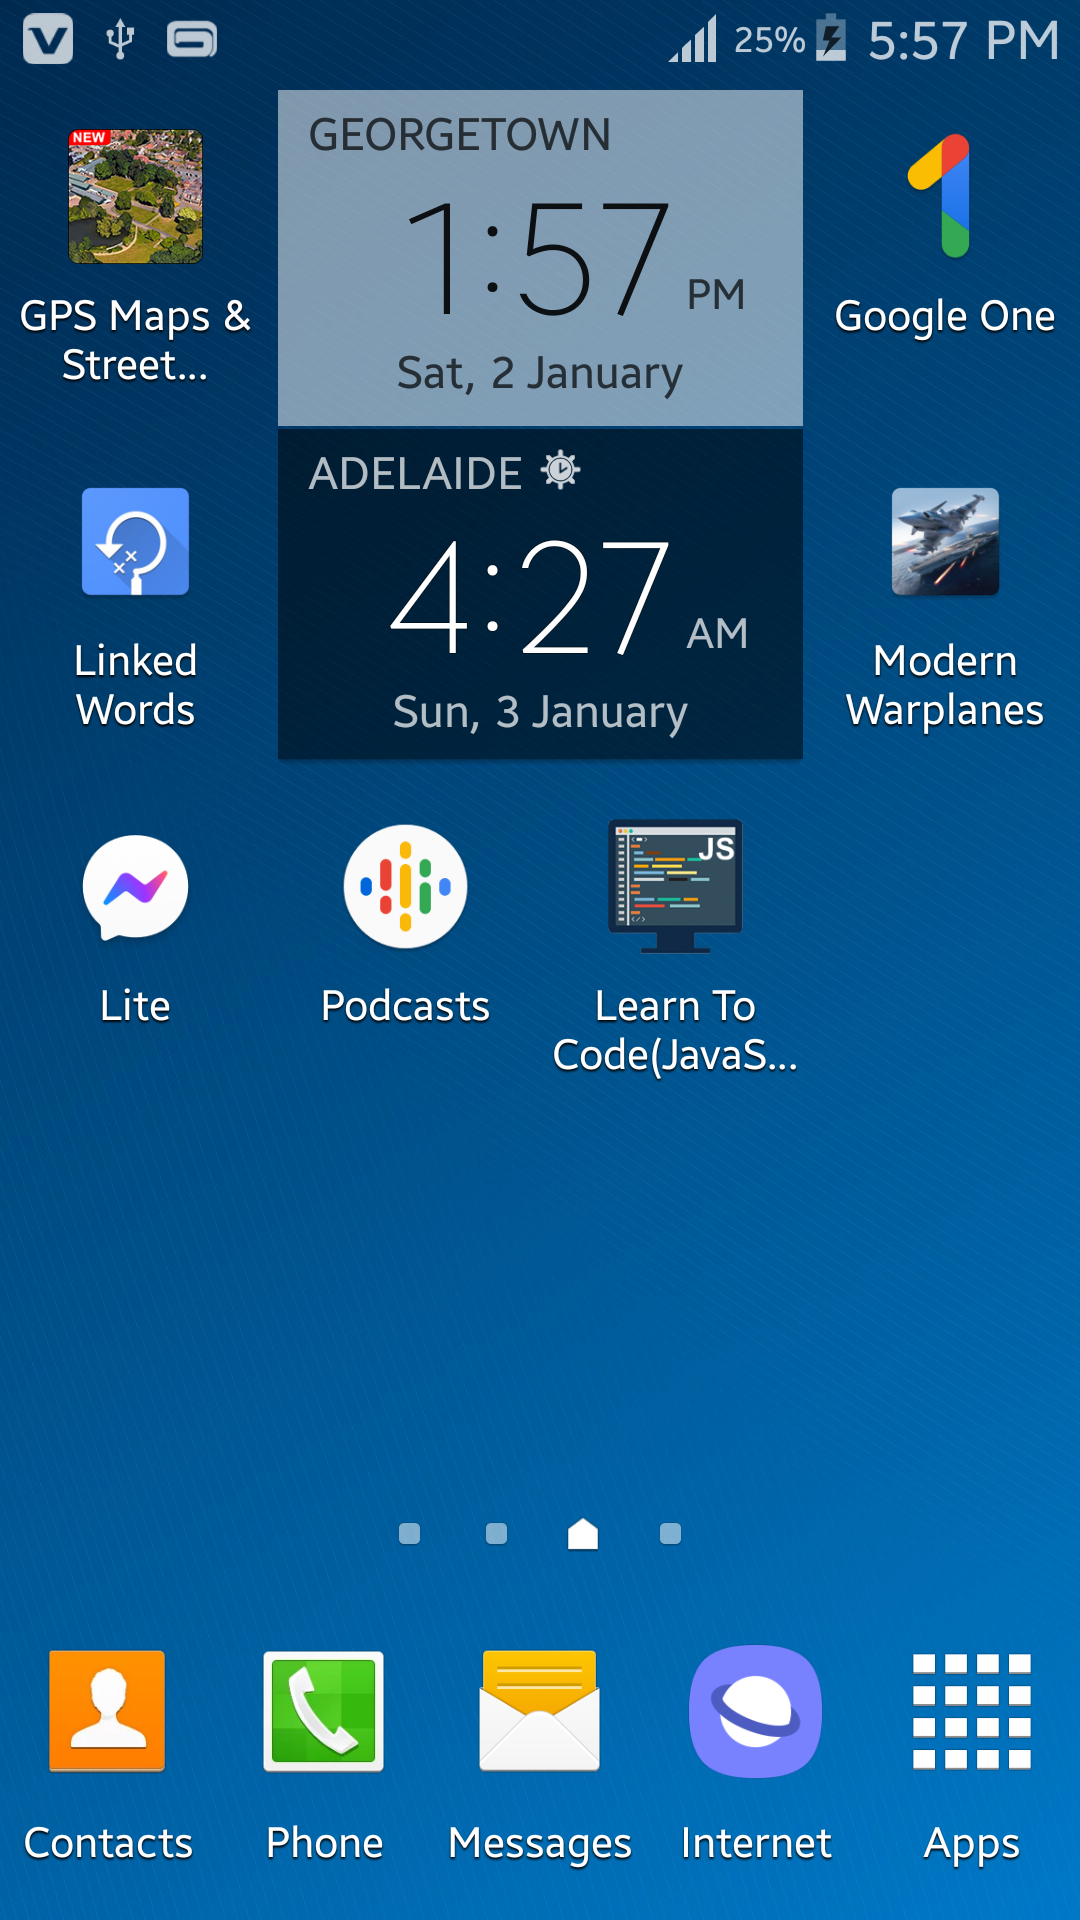 25% 5:57 PM
NEW
GPS Maps &
Street...
GEORGETOWN
1:57 PM
Sat, 2 January
Google One
ADELAIDE
4:27 AM
Sun, 3 January
Linked
Words
Modern
Warplanes
JS
Lite
Podcasts
Learn To
Code(JavaS...
Contacts
Phone
Messages
Internet
Apps